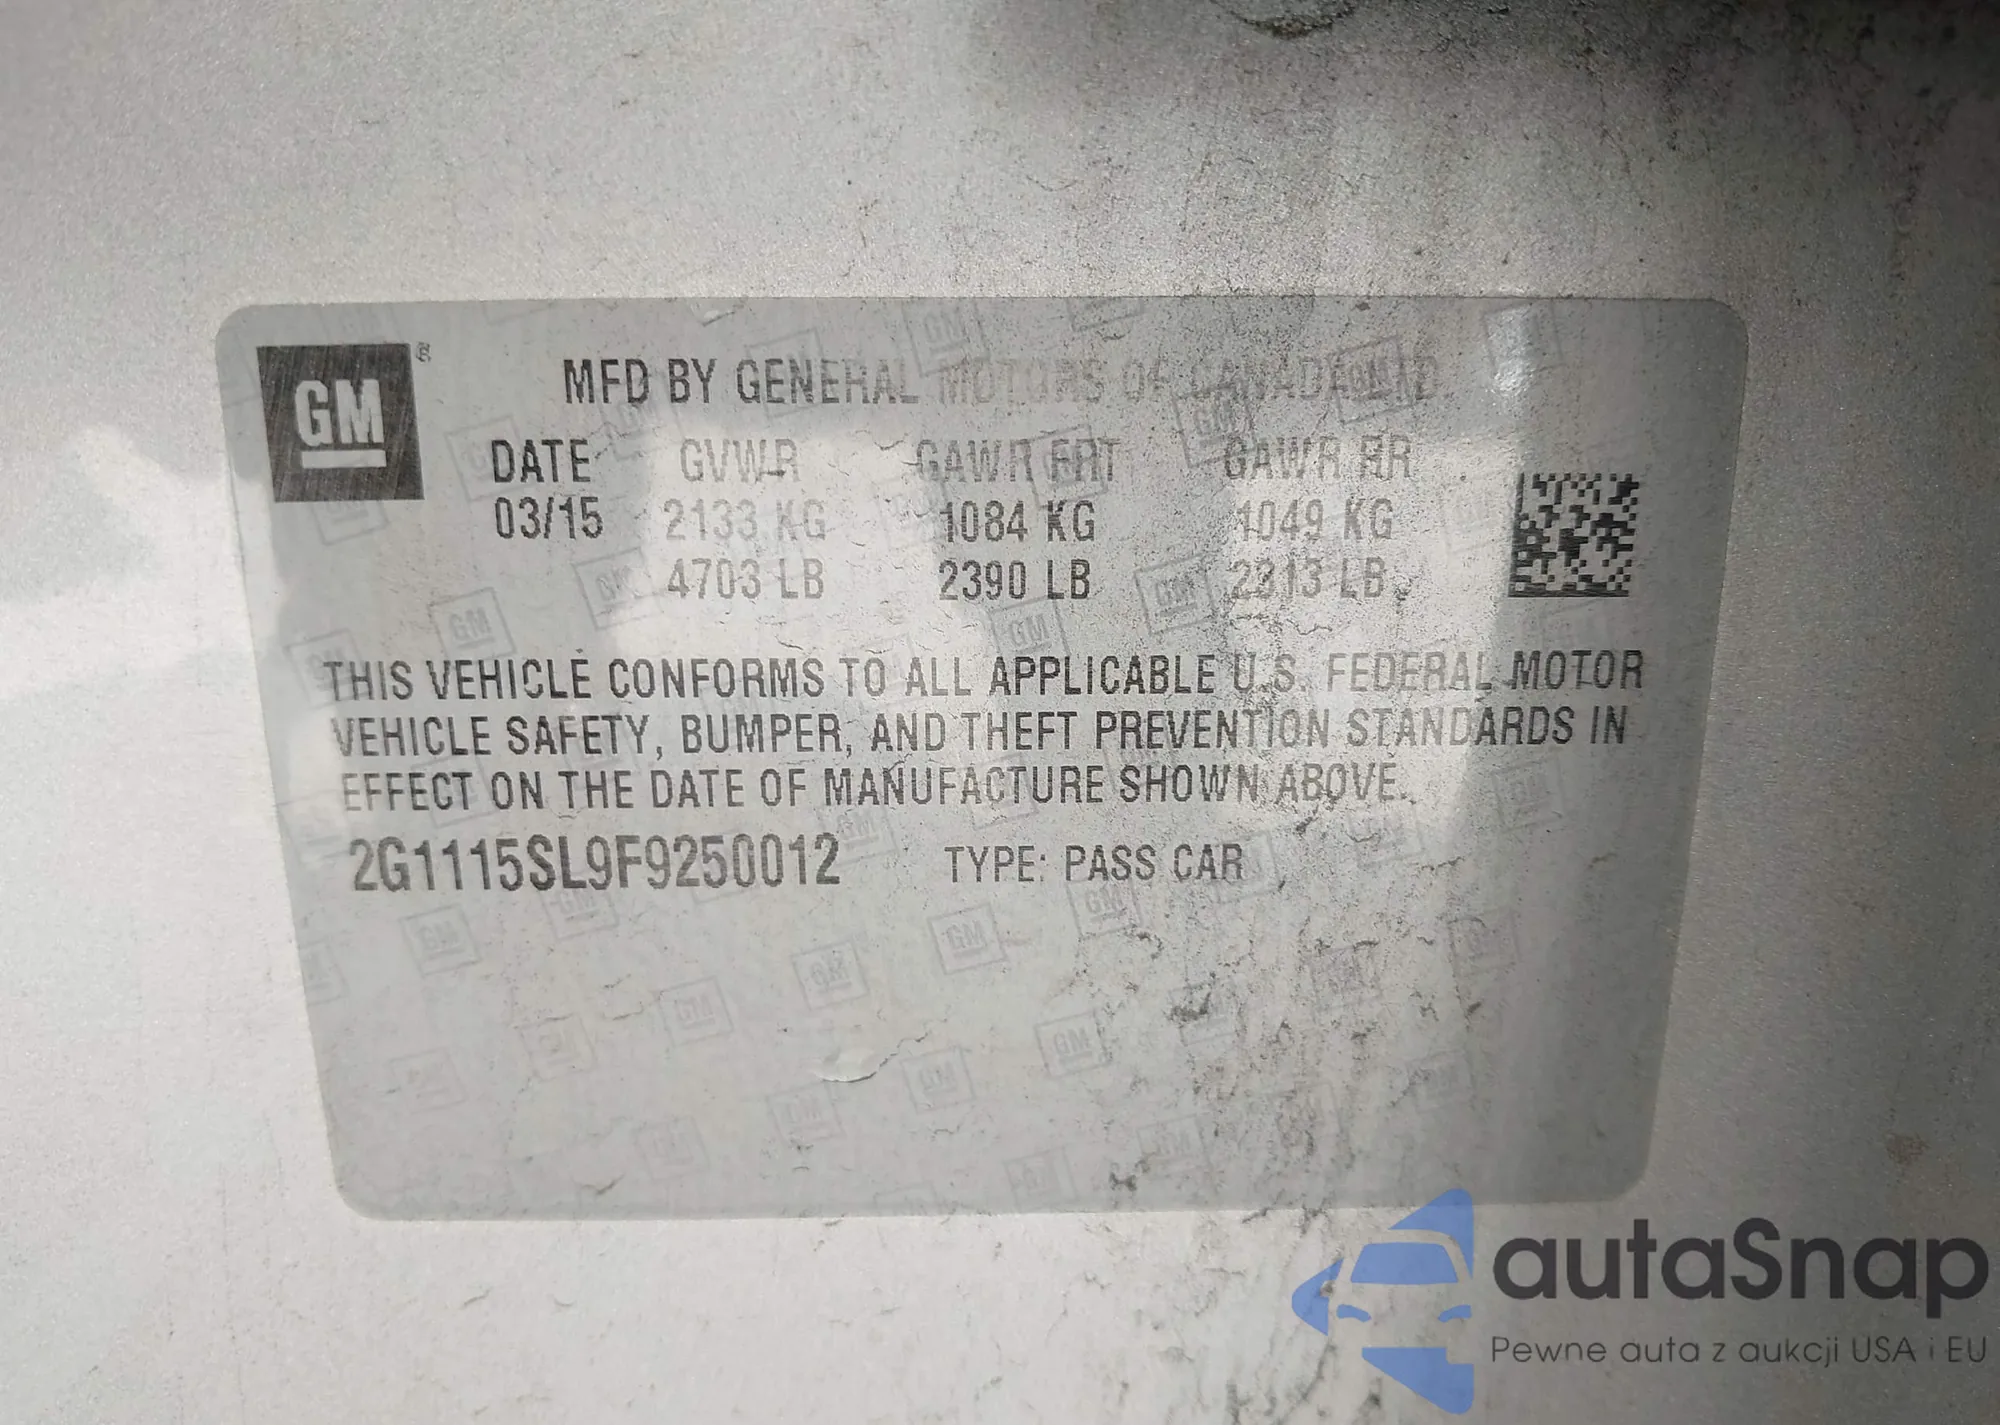 GM ®
MFD BY GENERAL MOTORS OF CANADA LTD.
DATE GVWR GAWR FRT GAWR RR
03/15 2133 KG 1084 KG 1049 KG
4703 LB 2390 LB 2313 LB
THIS VEHICLE CONFORMS TO ALL APPLICABLE U.S. FEDERAL MOTOR
VEHICLE SAFETY, BUMPER, AND THEFT PREVENTION STANDARDS IN
EFFECT ON THE DATE OF MANUFACTURE SHOWN ABOVE.
2G1115SL9F9250012 TYPE: PASS CAR
autaSnap
Pewne auta z aukcji USA i EU